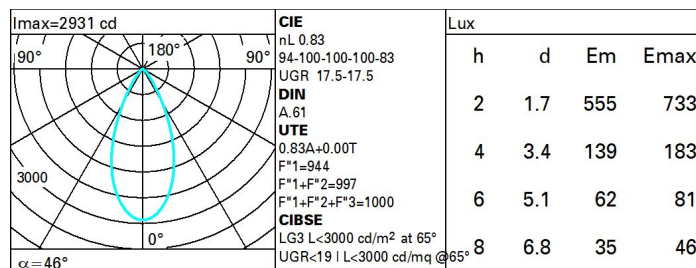 Imax=2931 cd
90° 180° 90°
3000
0°
α=46°
CIE
nL 0.83
94-100-100-100-83
UGR 17.5-17.5
DIN
A.61
UTE
0.83A+0.00T
F"1=944
F"1+F"2=997
F"1+F"2+F"3=1000
CIBSE
LG3 L<3000 cd/m² at 65°
UGR<19 | L<3000 cd/mq @65°
Lux
h d Em Emax
2 1.7 555 733
4 3.4 139 183
6 5.1 62 81
8 6.8 35 46